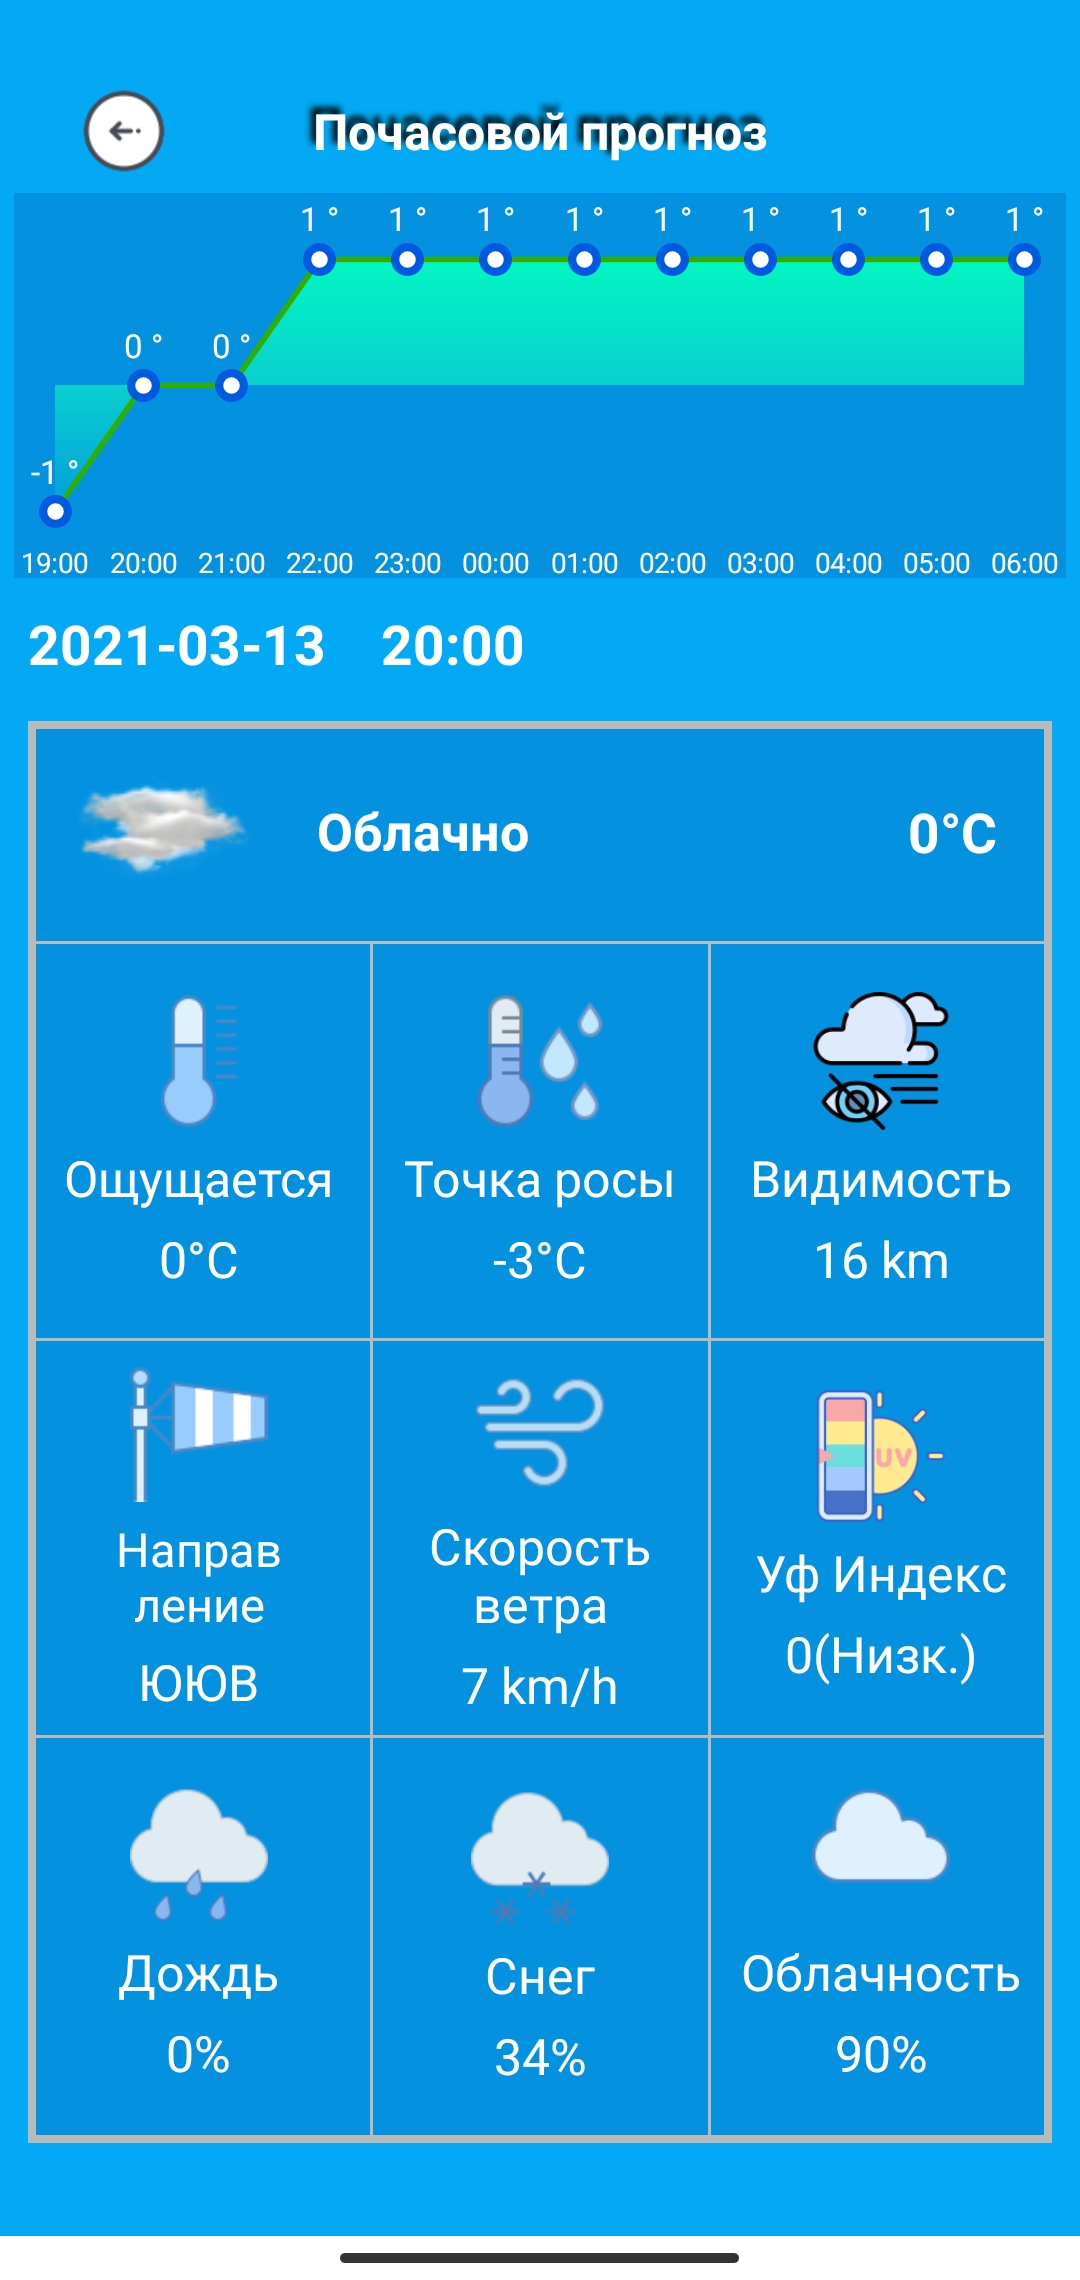 Почасовой прогноз
1 ° 1 ° 1 ° 1 ° 1 ° 1 ° 1 ° 1 ° 1 °
0 ° 0 °
-1 °
19:00 20:00 21:00 22:00 23:00 00:00 01:00 02:00 03:00 04:00 05:00 06:00
2021-03-13 20:00
Облачно 0°C
Ощущается
0°C
Точка росы
-3°C
Видимость
16 km
Направ
ление
ЮЮВ
Скорость
ветра
7 km/h
UV
Уф Индекс
0(Низк.)
Дождь
0%
Снег
34%
Облачность
90%